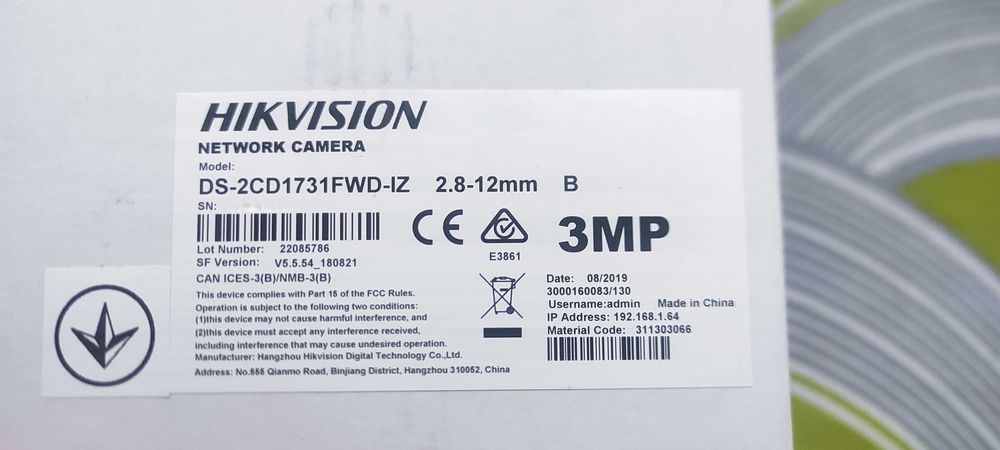 HIKVISION
NETWORK CAMERA
Model:
DS-2CD1731FWD-IZ 2.8-12mm B
SN:
CE
E3861
3MP
Lot Number: 22085786
SF Version: V5.5.54_180821
CAN ICES-3(B)/NMB-3(B)
This device complies with Part 15 of the FCC Rules.
Operation is subject to the following two conditions:
(1)this device may not cause harmful interference, and
(2)this device must accept any interference received,
including interference that may cause undesired operation.
Manufacturer: Hangzhou Hikvision Digital Technology Co.,Ltd.
Address: No.555 Qianmo Road, Binjiang District, Hangzhou 310052, China
Date: 08/2019
3000160083/130
Username:admin Made in China
IP Address: 192.168.1.64
Material Code: 311303066